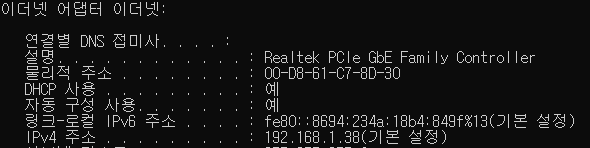 이더넷 어댑터 이더넷:
연결별 DNS 접미사. . . . :
설명. . . . . . . . . . . . : Realtek PCIe GbE Family Controller
물리적 주소 . . . . . . . . : 00-D8-61-C7-8D-30
DHCP 사용 . . . . . . . . . : 예
자동 구성 사용. . . . . . . : 예
링크-로컬 IPv6 주소 . . . . : fe80::8694:234a:18b4:849f%13(기본 설정)
IPv4 주소 . . . . . . . . . : 192.168.1.38(기본 설정)